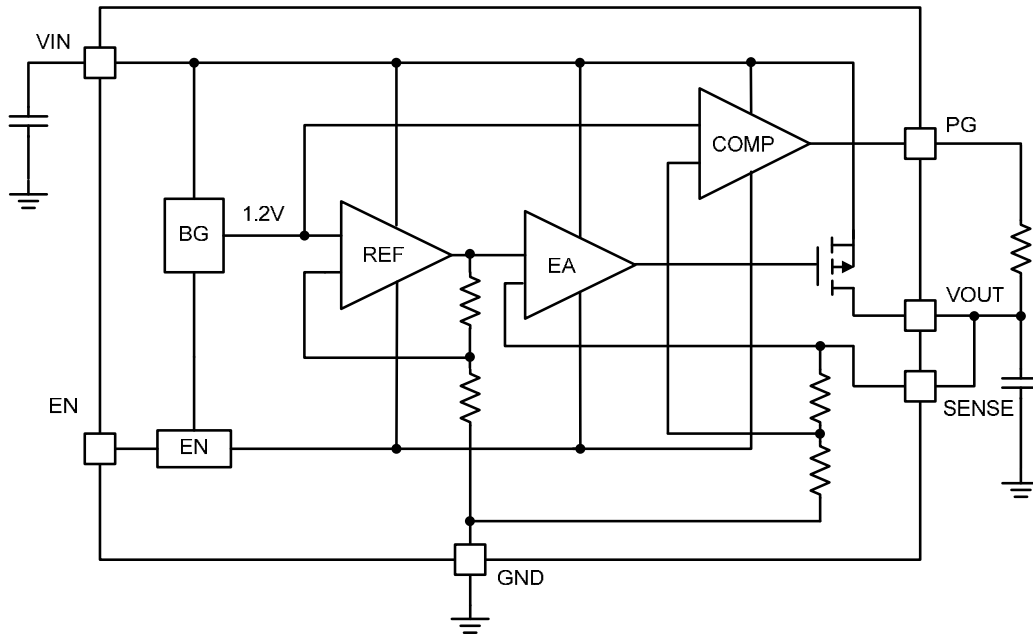 VIN
PG
COMP
1.2V
BG
REF
EA
VOUT
EN
SENSE
EN
GND